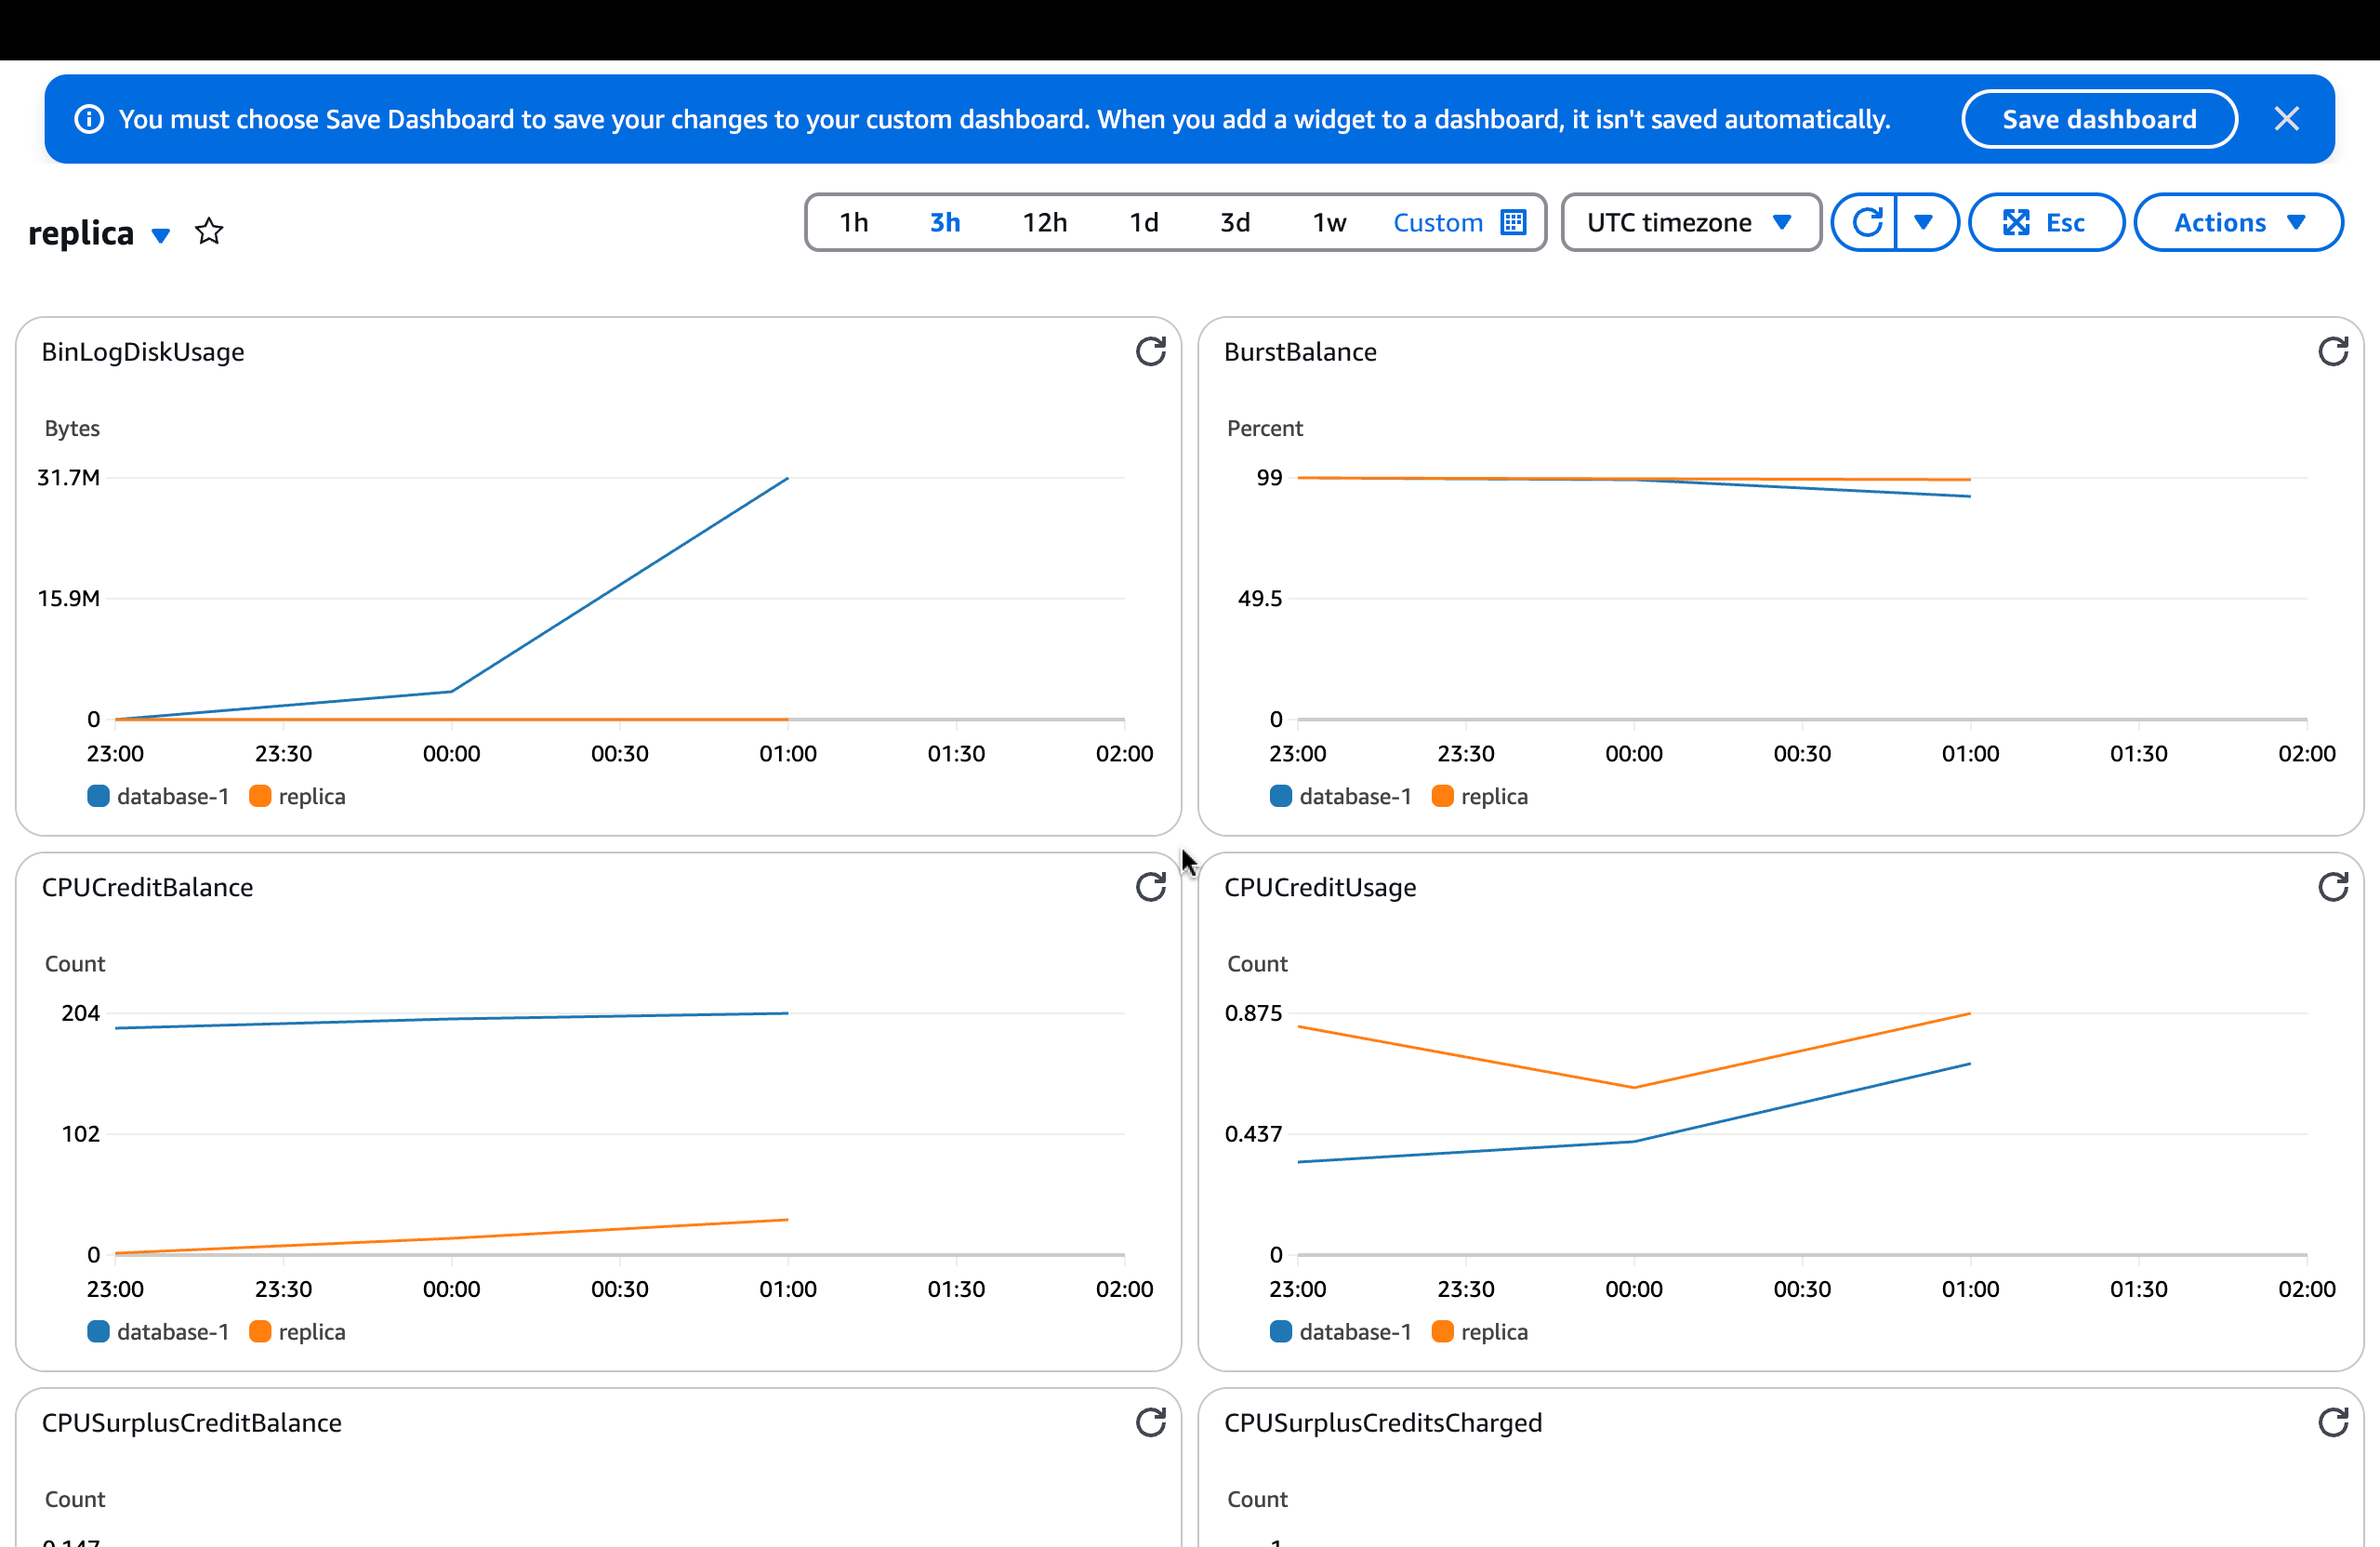 You must choose Save Dashboard to save your changes to your custom dashboard. When you add a widget to a dashboard, it isn't saved automatically. Save dashboard
replica 1h 3h 12h 1d 3d 1w Custom UTC timezone Esc Actions
BinLogDiskUsage
Bytes
31.7M
15.9M
0
23:00 23:30 00:00 00:30 01:00 01:30 02:00
database-1 replica
BurstBalance
Percent
99
49.5
0
23:00 23:30 00:00 00:30 01:00 01:30 02:00
database-1 replica
CPUCreditBalance
Count
204
102
0
23:00 23:30 00:00 00:30 01:00 01:30 02:00
database-1 replica
CPUCreditUsage
Count
0.875
0.437
0
23:00 23:30 00:00 00:30 01:00 01:30 02:00
database-1 replica
CPUSurplusCreditBalance
Count
0.147
CPUSurplusCreditsCharged
Count
1